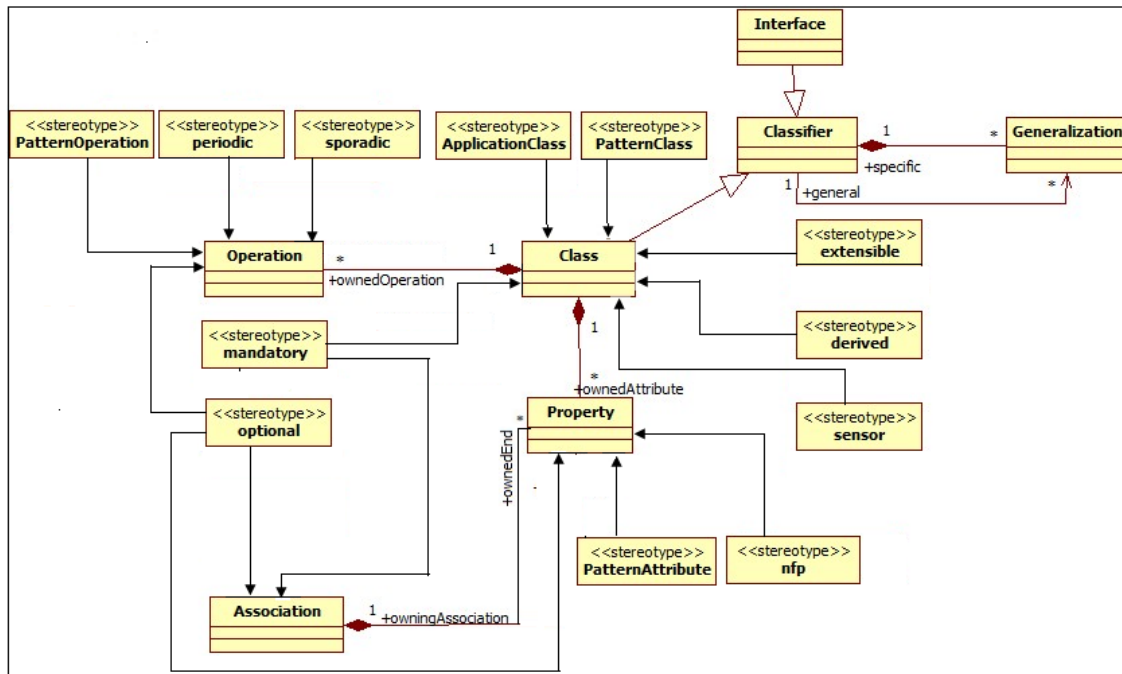 Interface
<<stereotype>>
PatternOperation
<<stereotype>>
periodic
<<stereotype>>
sporadic
<<stereotype>>
ApplicationClass
<<stereotype>>
PatternClass
Classifier
1
+specific
*
Generalization
1
+general
*
Operation
*
+ownedOperation
1
Class
1
<<stereotype>>
extensible
<<stereotype>>
mandatory
<<stereotype>>
derived
*
+ownedAttribute
<<stereotype>>
optional
*
+ownedEnd
Property
<<stereotype>>
sensor
<<stereotype>>
PatternAttribute
<<stereotype>>
nfp
Association
1
+owningAssociation